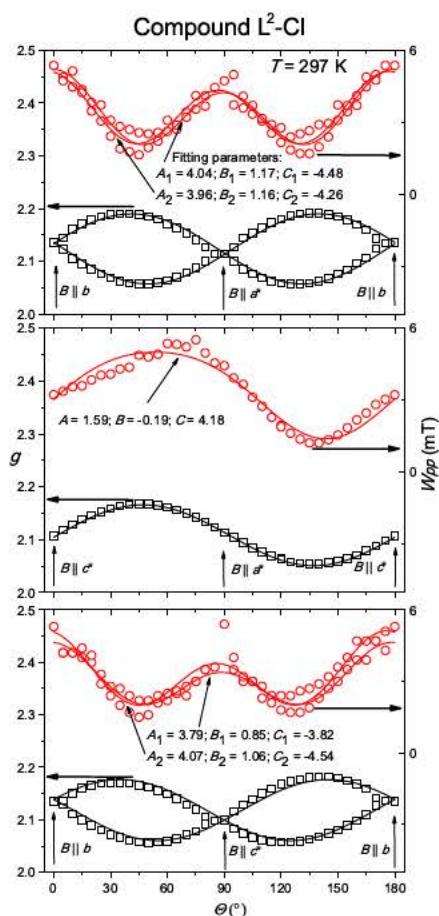 Compound L²-Cl
2.5
6
T = 297 K
2.4
3
2.3
Fitting parameters:
A₁ = 4.04; B₁ = 1.17; C₁ = -4.48
A₂ = 3.96; B₂ = 1.16; C₂ = -4.26
0
2.2
2.1
B || b
B || a*
B || b
2.0
2.5
6
2.4
3
A = 1.59; B = -0.19; C = 4.18
2.3
g
Wpp (mT)
0
2.2
2.1
B || c*
B || a*
B || c*
2.0
2.5
6
2.4
3
2.3
A₁ = 3.79; B₁ = 0.85; C₁ = -3.82
A₂ = 4.07; B₂ = 1.06; C₂ = -4.54
0
2.2
2.1
B || b
B || c*
B || b
2.0
0 30 60 90 120 150 180
Θ (°)